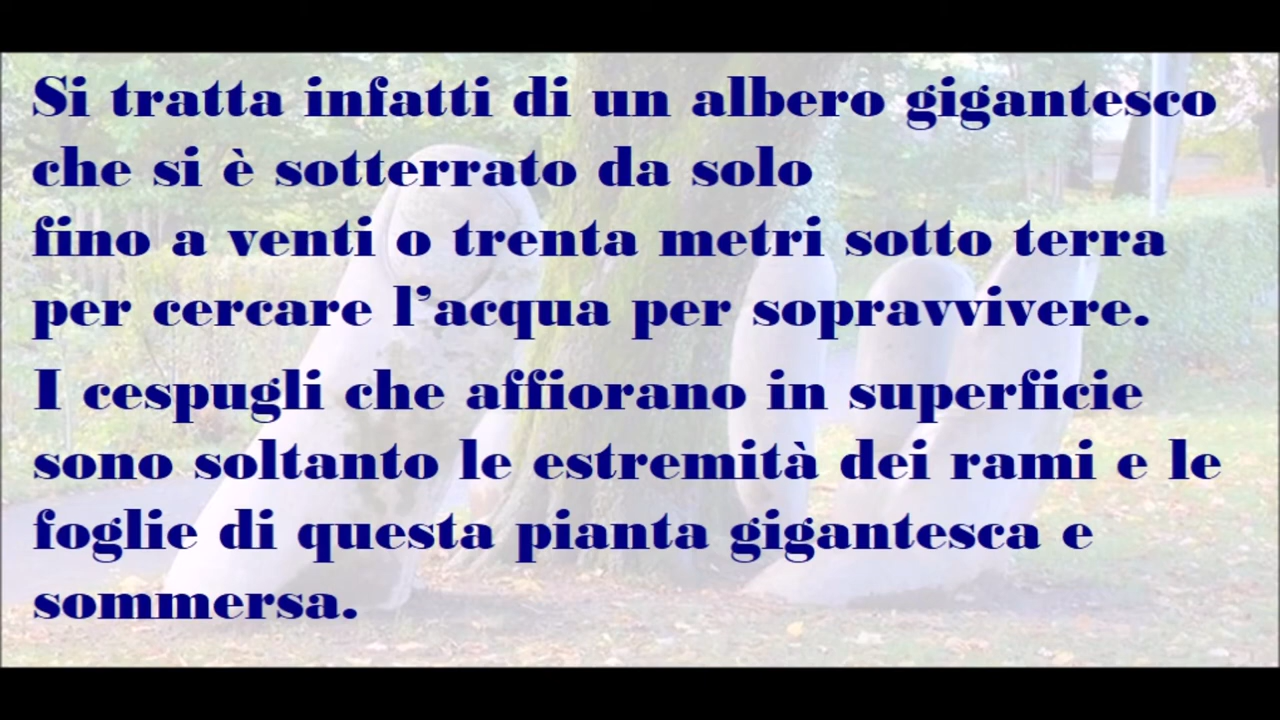 Si tratta infatti di un albero gigantesco
che si è sotterrato da solo
fino a venti o trenta metri sotto terra
per cercare l’acqua per sopravvivere.
I cespugli che affiorano in superficie
sono soltanto le estremità dei rami e le
foglie di questa pianta gigantesca e
sommersa.